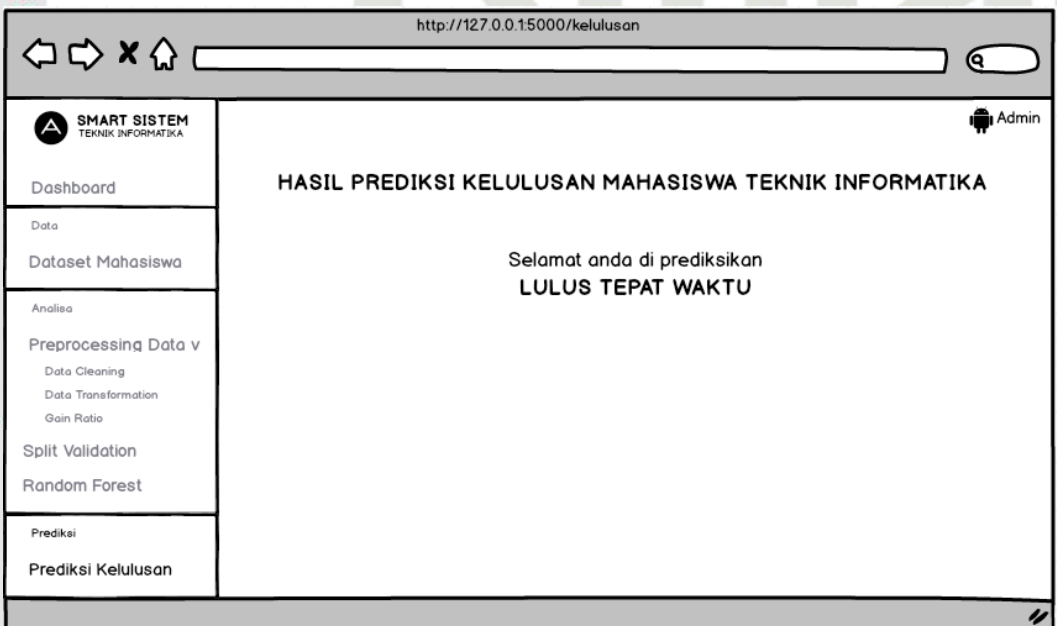 http://127.0.0.1:5000/kelulusan
SMART SISTEM
TEKNIK INFORMATIKA
Admin
Dashboard
HASIL PREDIKSI KELULUSAN MAHASISWA TEKNIK INFORMATIKA
Data
Dataset Mahasiswa
Selamat anda di prediksikan
LULUS TEPAT WAKTU
Analisa
Preprocessing Data v
Data Cleaning
Data Transformation
Gain Ratio
Split Validation
Random Forest
Prediksi
Prediksi Kelulusan